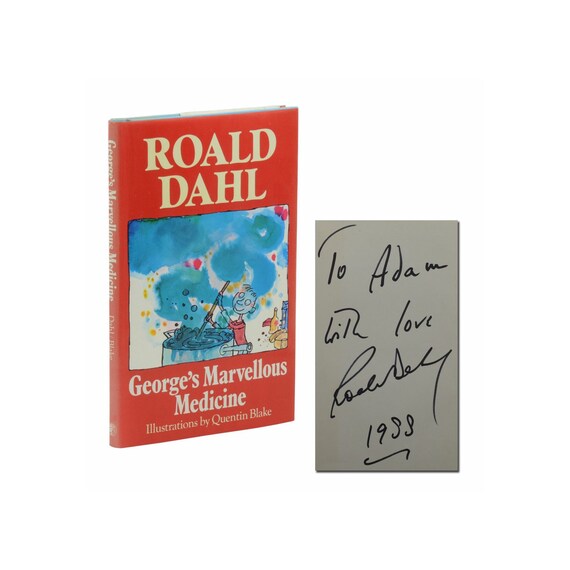 George's Marvellous Medicine
ROALD
DAHL
George's Marvellous
Medicine
Illustrations by Quentin Blake
To Adam
with love
Roald Dahl
1988